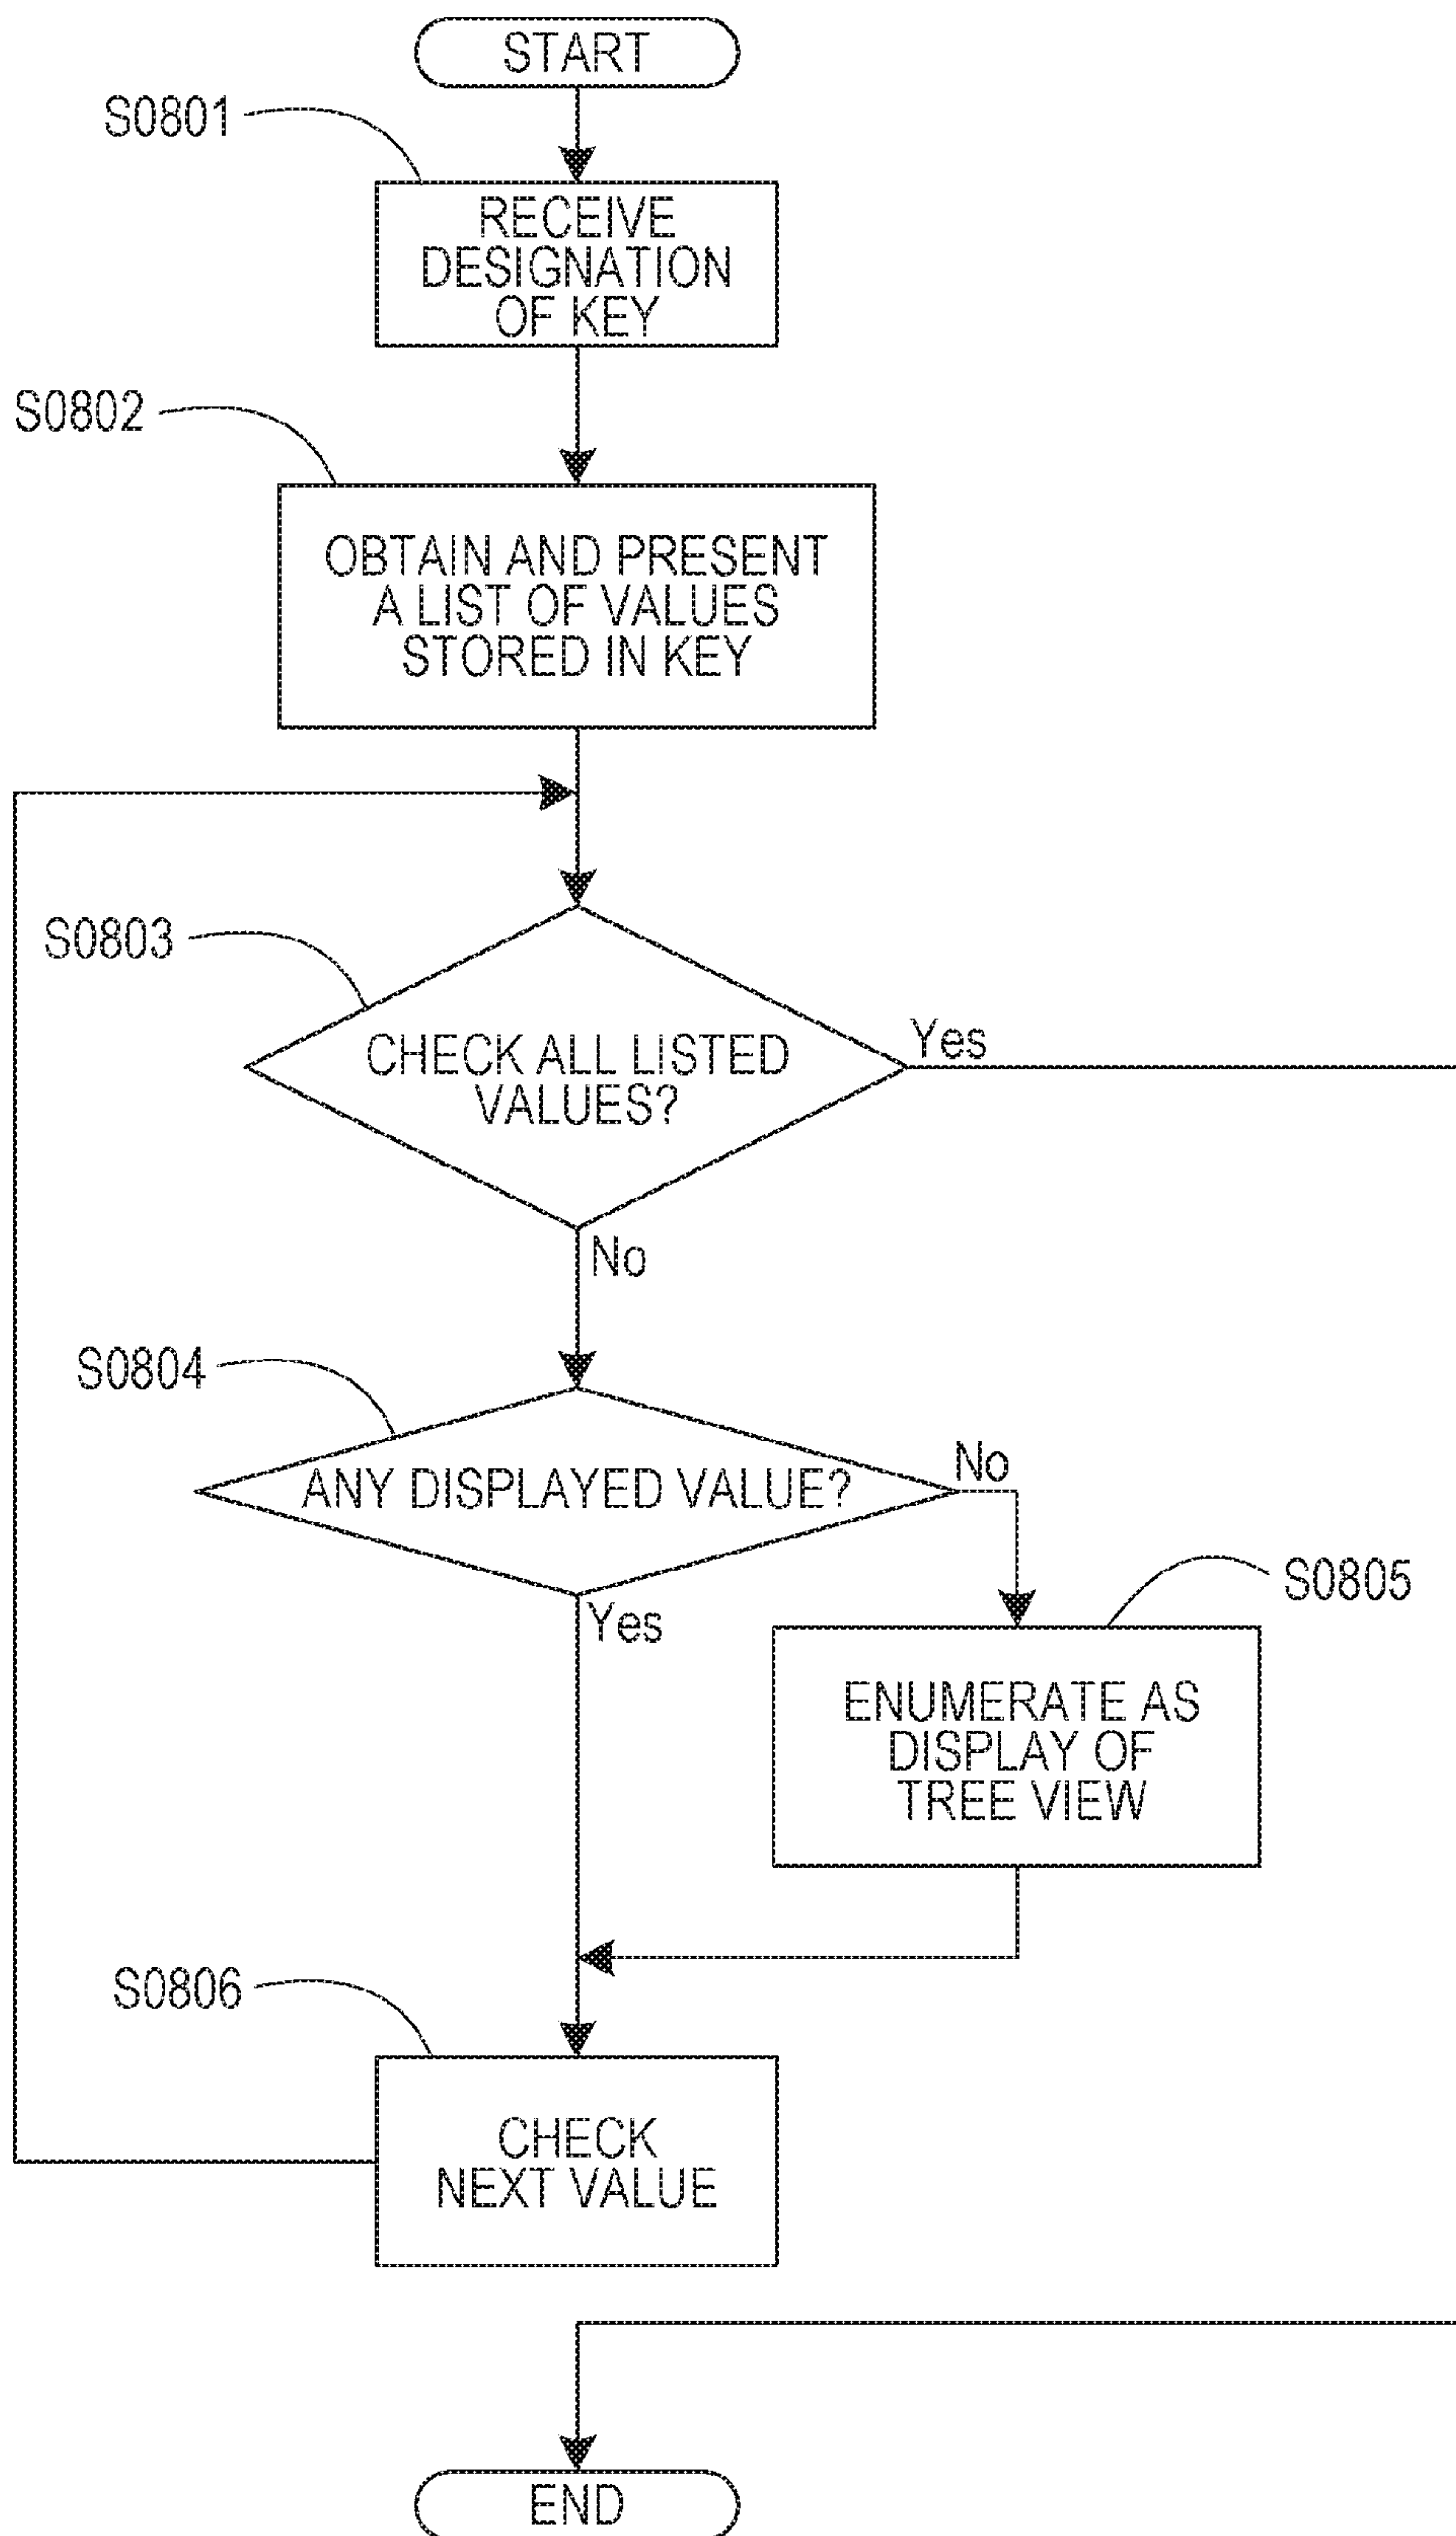 START
S0801
RECEIVE
DESIGNATION
OF KEY
S0802
OBTAIN AND PRESENT
A LIST OF VALUES
STORED IN KEY
S0803
CHECK ALL LISTED
VALUES?
Yes
No
S0804
ANY DISPLAYED VALUE?
No
Yes
S0805
ENUMERATE AS
DISPLAY OF
TREE VIEW
S0806
CHECK
NEXT VALUE
END